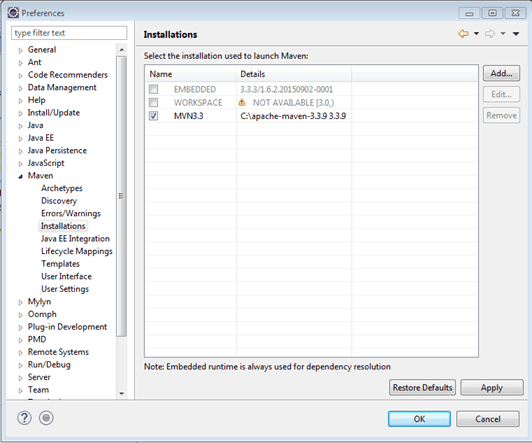 Preferences
type filter text
General
Ant
Code Recommenders
Data Management
Help
Install/Update
Java
Java EE
Java Persistence
JavaScript
Maven
Archetypes
Discovery
Errors/Warnings
Installations
Java EE Integration
Lifecycle Mappings
Templates
User Interface
User Settings
Mylyn
Oomph
Plug-in Development
PMD
Remote Systems
Run/Debug
Server
Team
Installations
Select the installation used to launch Maven:
Name Details
EMBEDDED 3.3.3/1.6.2.20150902-0001
WORKSPACE NOT AVAILABLE [3.0,)
MVN3.3 C:\apache-maven-3.3.9 3.3.9
Add...
Edit...
Remove
Note: Embedded runtime is always used for dependency resolution
Restore Defaults Apply
OK Cancel